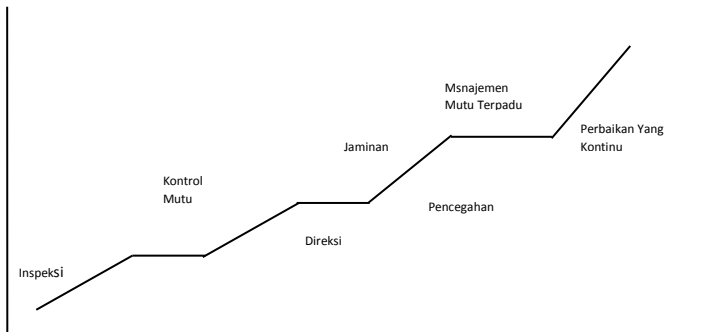 Msnajemen
Mutu Terpadu
Perbaikan Yang
Kontinu
Jaminan
Kontrol
Mutu
Pencegahan
Direksi
Inspeksi